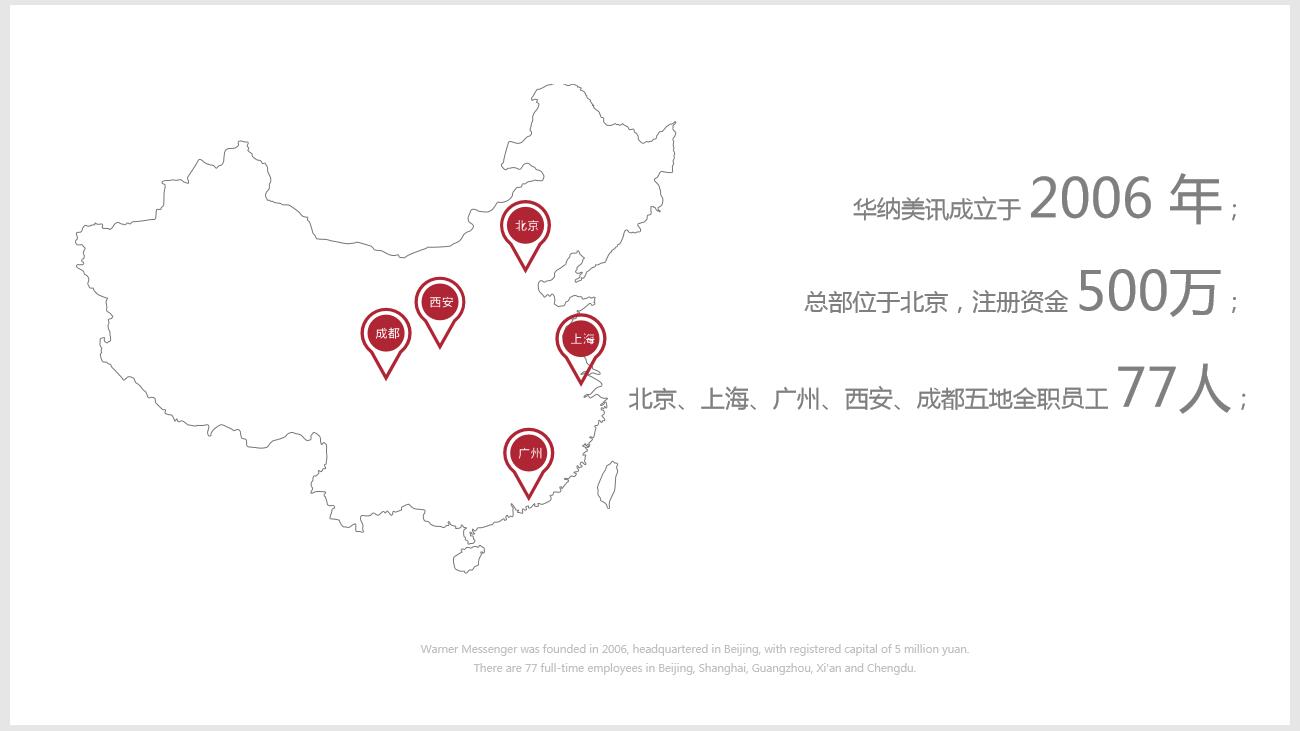 北京
西安
成都
上海
广州
华纳美讯成立于 2006 年；
总部位于北京，注册资金 500万；
北京、上海、广州、西安、成都五地全职员工 77人；
Warner Messenger was founded in 2006, headquartered in Beijing, with registered capital of 5 million yuan.
There are 77 full-time employees in Beijing, Shanghai, Guangzhou, Xi'an and Chengdu.